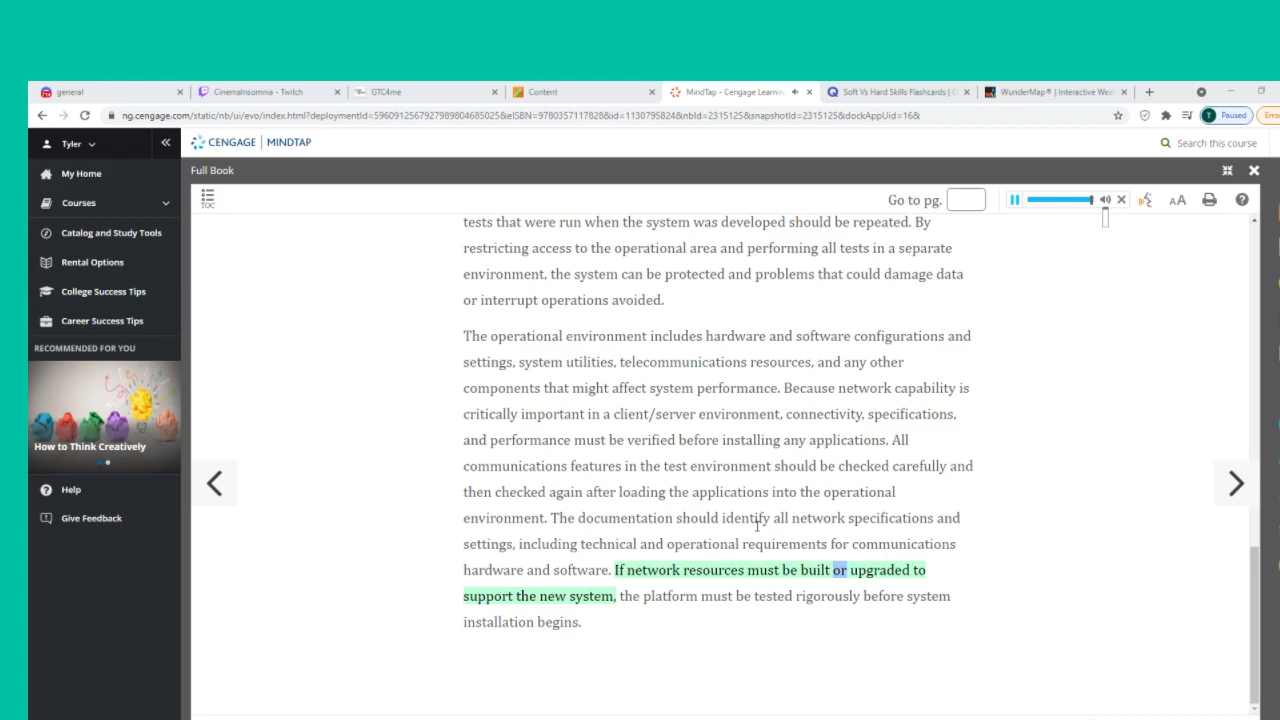 general
CinemaInsomnia - Twitch
GTC4me
Content
MindTap - Cengage Learnin
Soft Vs Hard Skills Flashcards | C
WunderMap® | Interactive Wea
ng.cengage.com/static/nb/ui/evo/index.html?deploymentId=59609125679279898046850​25&eISBN=9780357117828&id=1130795824&nbId=2315125&snapshotId=2315125&dockAppUid=16&
T
Paused
Error
Tyler
CENGAGE | MINDTAP
Search this course
Full Book
My Home
Courses
Catalog and Study Tools
Rental Options
College Success Tips
Career Success Tips
RECOMMENDED FOR YOU
How to Think Creatively
Help
Give Feedback
TOC
Go to pg.
AA
tests that were run when the system was developed should be repeated. By
restricting access to the operational area and performing all tests in a separate
environment, the system can be protected and problems that could damage data
or interrupt operations avoided.
The operational environment includes hardware and software configurations and
settings, system utilities, telecommunications resources, and any other
components that might affect system performance. Because network capability is
critically important in a client/server environment, connectivity, specifications,
and performance must be verified before installing any applications. All
communications features in the test environment should be checked carefully and
then checked again after loading the applications into the operational
environment. The documentation should identify all network specifications and
settings, including technical and operational requirements for communications
hardware and software. If network resources must be built or upgraded to
support the new system, the platform must be tested rigorously before system
installation begins.